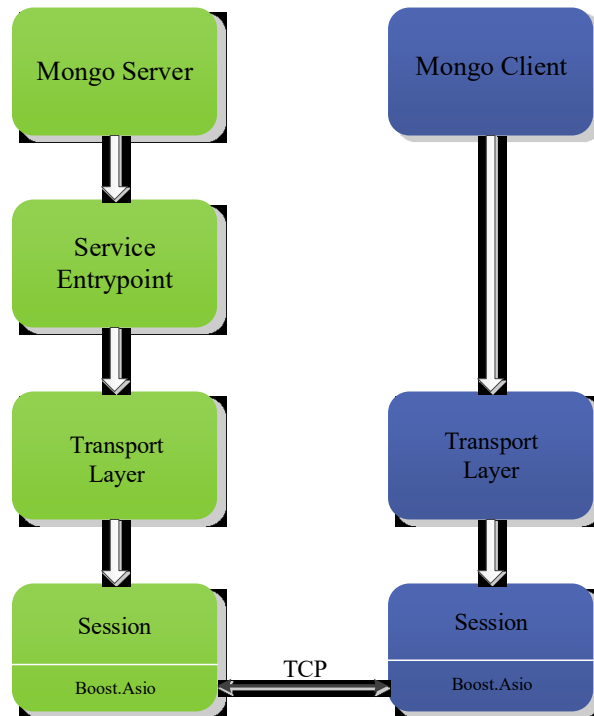 Mongo Server
Mongo Client
Service
Entrypoint
Transport
Layer
Transport
Layer
Session
Session
TCP
Boost.Asio
Boost.Asio